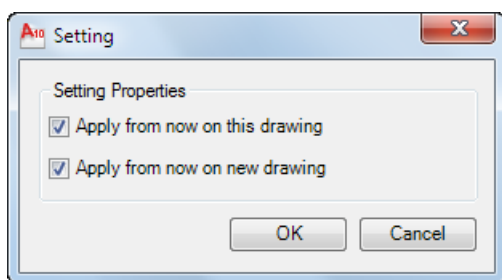 A10 Setting
Setting Properties
Apply from now on this drawing
Apply from now on new drawing
OK Cancel